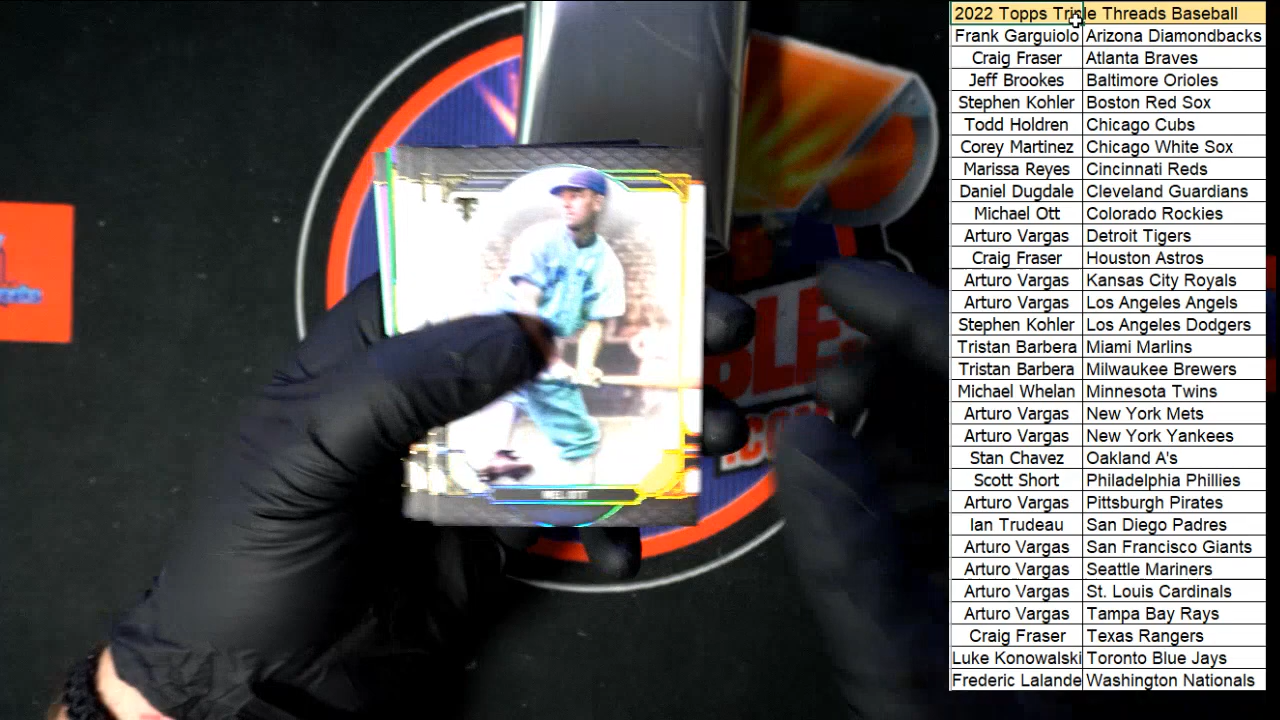 2022 Topps Triple Threads Baseball
Frank Garguiolo Arizona Diamondbacks
Craig Fraser Atlanta Braves
Jeff Brookes Baltimore Orioles
Stephen Kohler Boston Red Sox
Todd Holdren Chicago Cubs
Corey Martinez Chicago White Sox
Marissa Reyes Cincinnati Reds
Daniel Dugdale Cleveland Guardians
Michael Ott Colorado Rockies
Arturo Vargas Detroit Tigers
Craig Fraser Houston Astros
Arturo Vargas Kansas City Royals
Arturo Vargas Los Angeles Angels
Stephen Kohler Los Angeles Dodgers
Tristan Barbera Miami Marlins
Tristan Barbera Milwaukee Brewers
Michael Whelan Minnesota Twins
Arturo Vargas New York Mets
Arturo Vargas New York Yankees
Stan Chavez Oakland A's
Scott Short Philadelphia Phillies
Arturo Vargas Pittsburgh Pirates
Ian Trudeau San Diego Padres
Arturo Vargas San Francisco Giants
Arturo Vargas Seattle Mariners
Arturo Vargas St. Louis Cardinals
Arturo Vargas Tampa Bay Rays
Craig Fraser Texas Rangers
Luke Konowalski Toronto Blue Jays
Frederic Lalande Washington Nationals